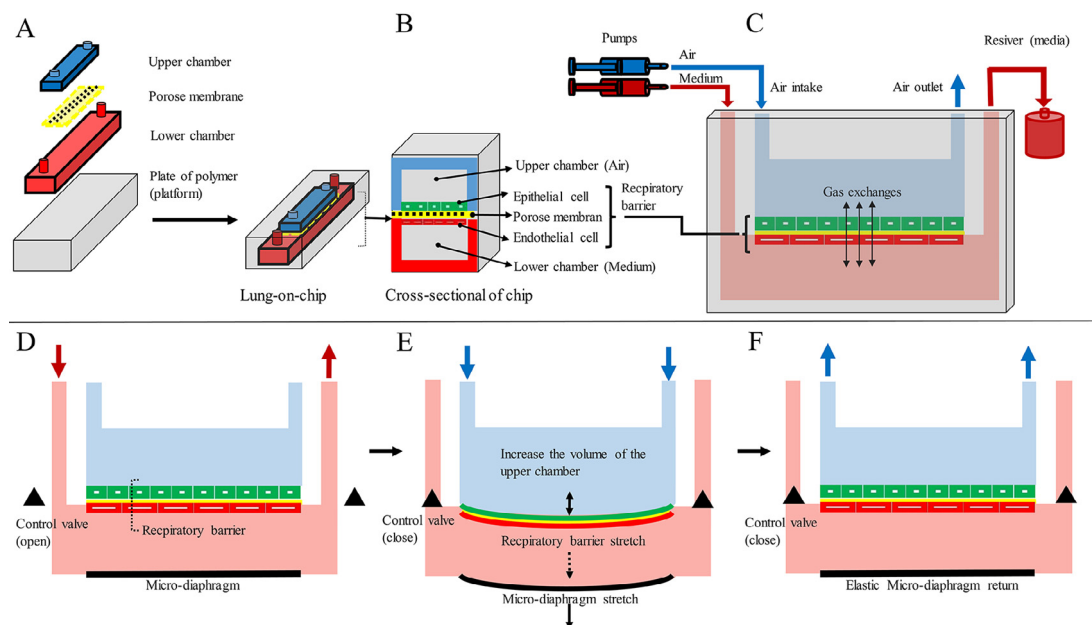 A
Upper chamber
Porose membrane
Lower chamber
Plate of polymer
(platform)
Lung-on-chip
B
Upper chamber (Air)
Epithelial cell
Porose membran
Endothelial cell
Respiratory
barrier
Lower chamber (Medium)
Cross-sectional of chip
C
Pumps
Air
Medium
Air intake
Air outlet
Resiver (media)
Gas exchanges
D
Control valve
(open)
Respiratory barrier
Micro-diaphragm
E
Increase the volume of the
upper chamber
Control valve
(close)
Respiratory barrier stretch
Micro-diaphragm stretch
F
Control valve
(close)
Elastic Micro-diaphragm return